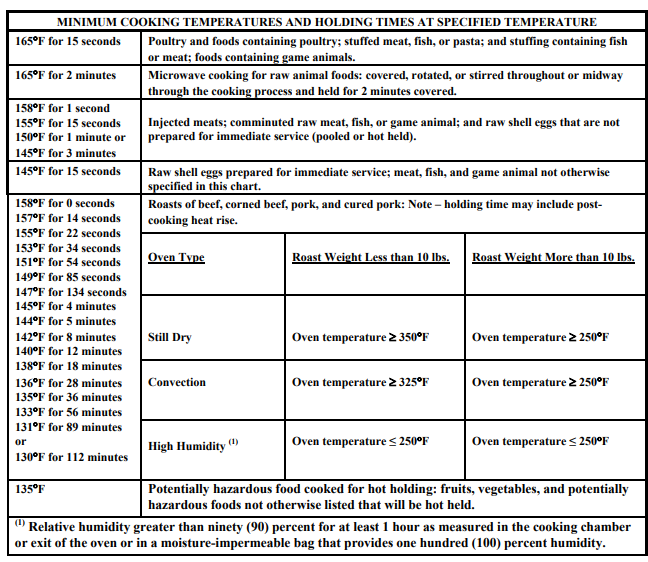 MINIMUM COOKING TEMPERATURES AND HOLDING TIMES AT SPECIFIED TEMPERATURE
165°F for 15 seconds
Poultry and foods containing poultry; stuffed meat, fish, or pasta; and stuffing containing fish
or meat; foods containing game animals.
165°F for 2 minutes
Microwave cooking for raw animal foods: covered, rotated, or stirred throughout or midway
through the cooking process and held for 2 minutes covered.
158°F for 1 second
155°F for 15 seconds
150°F for 1 minute or
145°F for 3 minutes
Injected meats; comminuted raw meat, fish, or game animal; and raw shell eggs that are not
prepared for immediate service (pooled or hot held).
145°F for 15 seconds
Raw shell eggs prepared for immediate service; meat, fish, and game animal not otherwise
specified in this chart.
158°F for 0 seconds
157°F for 14 seconds
155°F for 22 seconds
153°F for 34 seconds
151°F for 54 seconds
149°F for 85 seconds
147°F for 134 seconds
145°F for 4 minutes
144°F for 5 minutes
142°F for 8 minutes
140°F for 12 minutes
138°F for 18 minutes
136°F for 28 minutes
135°F for 36 minutes
133°F for 56 minutes
131°F for 89 minutes
or
130°F for 112 minutes
Roasts of beef, corned beef, pork, and cured pork: Note – holding time may include post-
cooking heat rise.
Oven Type
Roast Weight Less than 10 lbs.
Roast Weight More than 10 lbs.
Still Dry
Oven temperature ≥ 350°F
Oven temperature ≥ 250°F
Convection
Oven temperature ≥ 325°F
Oven temperature ≥ 250°F
High Humidity (1)
Oven temperature ≤ 250°F
Oven temperature ≤ 250°F
135°F
Potentially hazardous food cooked for hot holding: fruits, vegetables, and potentially
hazardous foods not otherwise listed that will be held.
(1) Relative humidity greater than ninety (90) percent for at least 1 hour as measured in the cooking chamber
or exit of the oven or in a moisture-impermeable bag that provides one hundred (100) percent humidity.